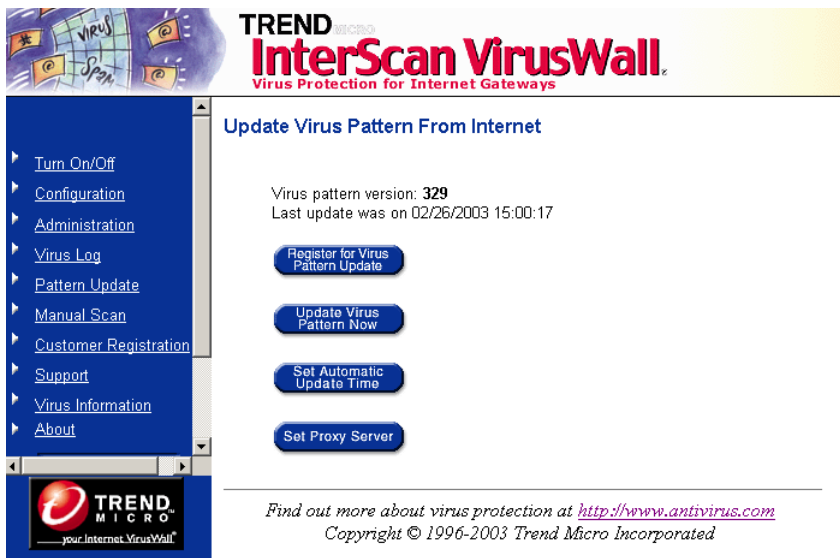 VIRUS
SPAM
TREND MICRO
InterScan VirusWall®
Virus Protection for Internet Gateways
Turn On/Off
Configuration
Administration
Virus Log
Pattern Update
Manual Scan
Customer Registration
Support
Virus Information
About
TREND
MICRO™
your Internet VirusWall®
Update Virus Pattern From Internet
Virus pattern version: 329
Last update was on 02/26/2003 15:00:17
Register for Virus
Pattern Update
Update Virus
Pattern Now
Set Automatic
Update Time
Set Proxy Server
Find out more about virus protection at http://www.antivirus.com
Copyright © 1996-2003 Trend Micro Incorporated